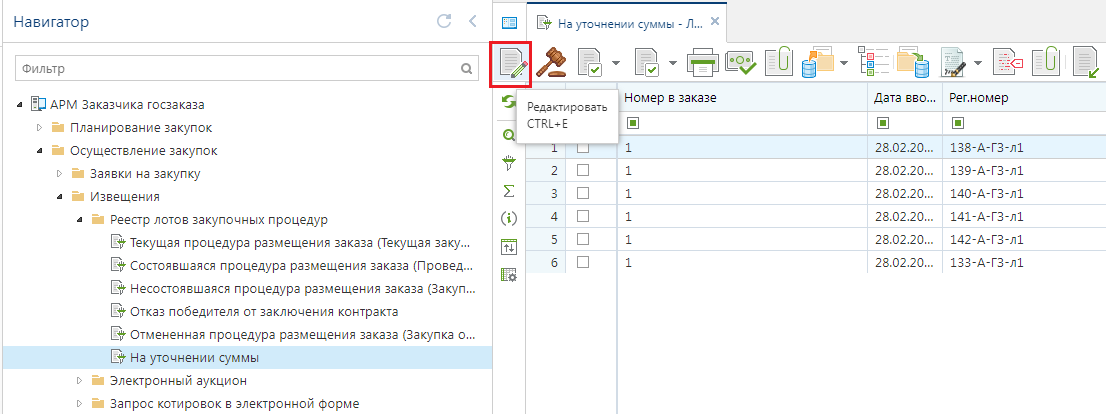 Навигатор
Фильтр
АРМ Заказчика госзаказа
Планирование закупок
Осуществление закупок
Заявки на закупку
Извещения
Реестр лотов закупочных процедур
Текущая процедура размещения заказа (Текущая заку...
Состоявшаяся процедура размещения заказа (Провед...
Несостоявшаяся процедура размещения заказа (Закуп...
Отказ победителя от заключения контракта
Отмененная процедура размещения заказа (Закупка о...
На уточнении суммы
Электронный аукцион
Запрос котировок в электронной форме
На уточнении суммы - Л...
Редактировать
CTRL+E
Номер в заказе Дата вво... Рег.номер
1 1 28.02.20... 138-А-ГЗ-л1
2 1 28.02.20... 139-А-ГЗ-л1
3 1 28.02.20... 140-А-ГЗ-л1
4 1 28.02.20... 141-А-ГЗ-л1
5 1 28.02.20... 142-А-ГЗ-л1
6 1 28.02.20... 133-А-ГЗ-л1